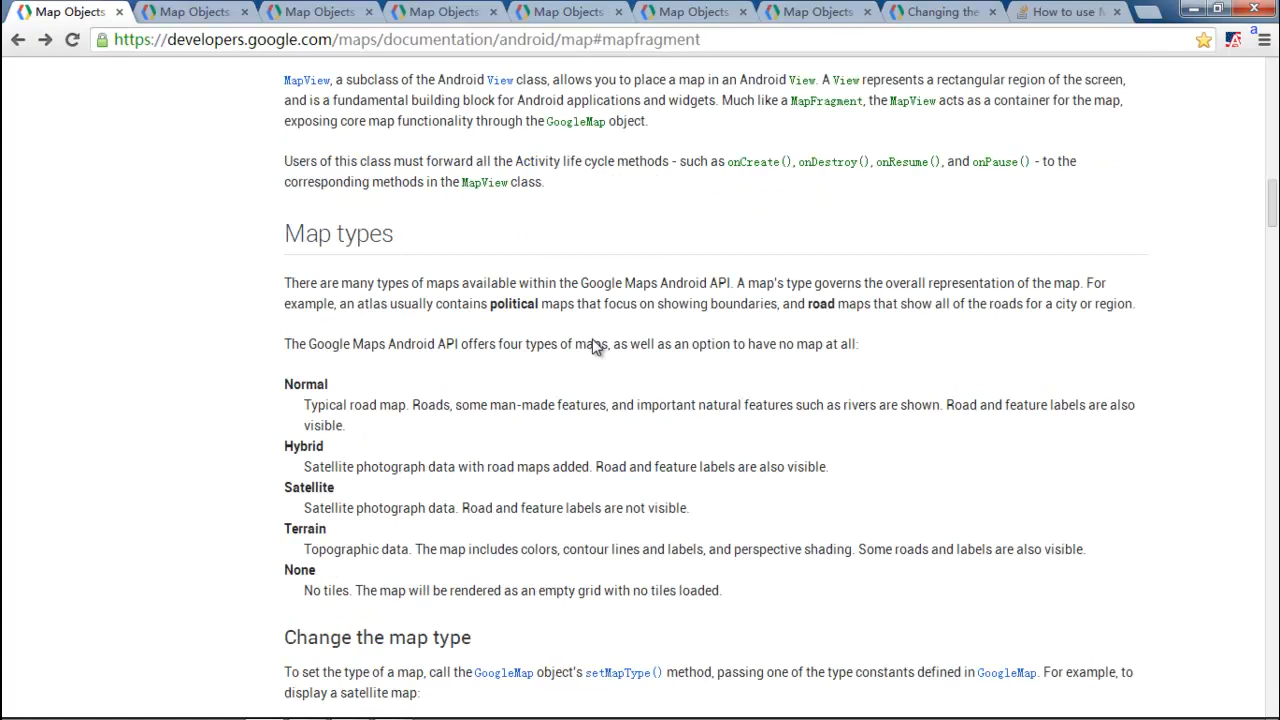 Map Objects × Map Objects × Map Objects × Map Objects × Map Objects × Map Objects × Map Objects × Changing the × How to use M ×
https://developers.google.com/maps/documentation/android/map#mapfragment
MapView, a subclass of the Android View class, allows you to place a map in an Android View. A View represents a rectangular region of the screen,
and is a fundamental building block for Android applications and widgets. Much like a MapFragment, the MapView acts as a container for the map,
exposing core map functionality through the GoogleMap object.
Users of this class must forward all the Activity life cycle methods - such as onCreate(), onDestroy(), onResume(), and onPause() - to the
corresponding methods in the MapView class.
Map types
There are many types of maps available within the Google Maps Android API. A map's type governs the overall representation of the map. For
example, an atlas usually contains political maps that focus on showing boundaries, and road maps that show all of the roads for a city or region.
The Google Maps Android API offers four types of maps, as well as an option to have no map at all:
Normal
Typical road map. Roads, some man-made features, and important natural features such as rivers are shown. Road and feature labels are also
visible.
Hybrid
Satellite photograph data with road maps added. Road and feature labels are also visible.
Satellite
Satellite photograph data. Road and feature labels are not visible.
Terrain
Topographic data. The map includes colors, contour lines and labels, and perspective shading. Some roads and labels are also visible.
None
No tiles. The map will be rendered as an empty grid with no tiles loaded.
Change the map type
To set the type of a map, call the GoogleMap object's setMapType() method, passing one of the type constants defined in GoogleMap. For example, to
display a satellite map: